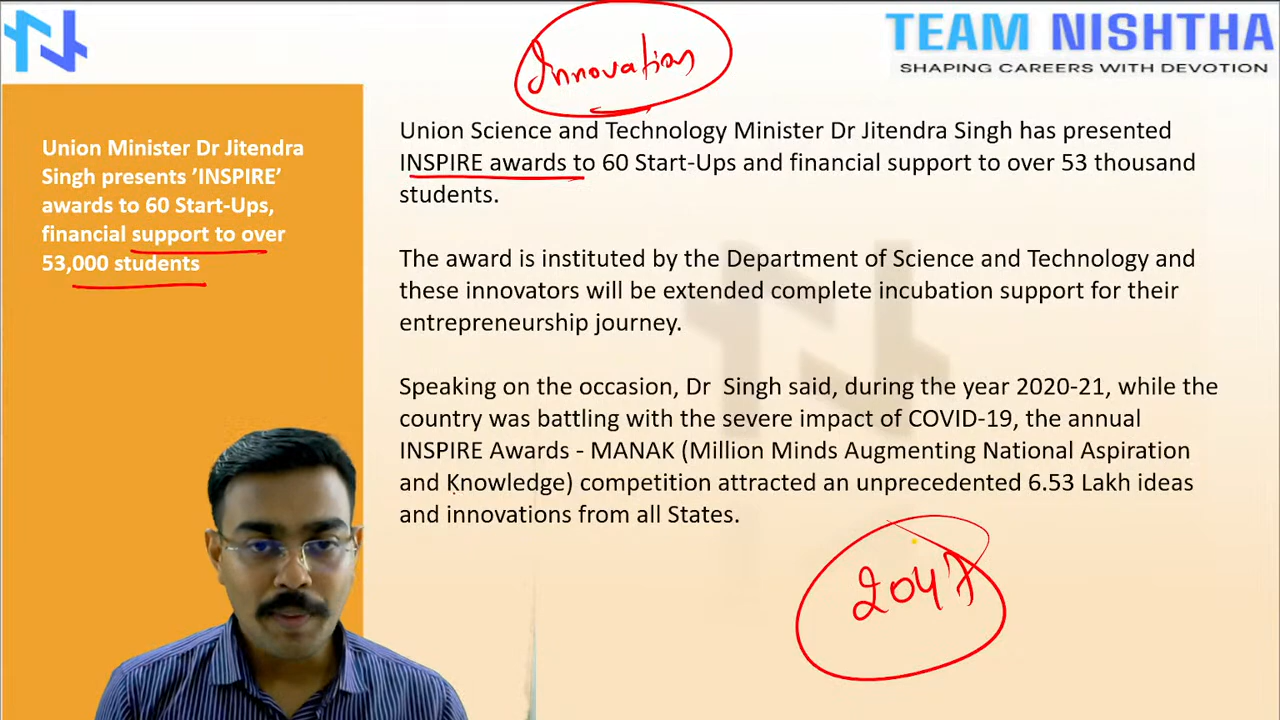 TEAM NISHTHA
SHAPING CAREERS WITH DEVOTION
Innovation
Union Minister Dr Jitendra
Singh presents 'INSPIRE'
awards to 60 Start-Ups,
financial support to over
53,000 students
Union Science and Technology Minister Dr Jitendra Singh has presented
INSPIRE awards to 60 Start-Ups and financial support to over 53 thousand
students.
The award is instituted by the Department of Science and Technology and
these innovators will be extended complete incubation support for their
entrepreneurship journey.
Speaking on the occasion, Dr  Singh said, during the year 2020-21, while the
country was battling with the severe impact of COVID-19, the annual
INSPIRE Awards - MANAK (Million Minds Augmenting National Aspiration
and Knowledge) competition attracted an unprecedented 6.53 Lakh ideas
and innovations from all States.
2047